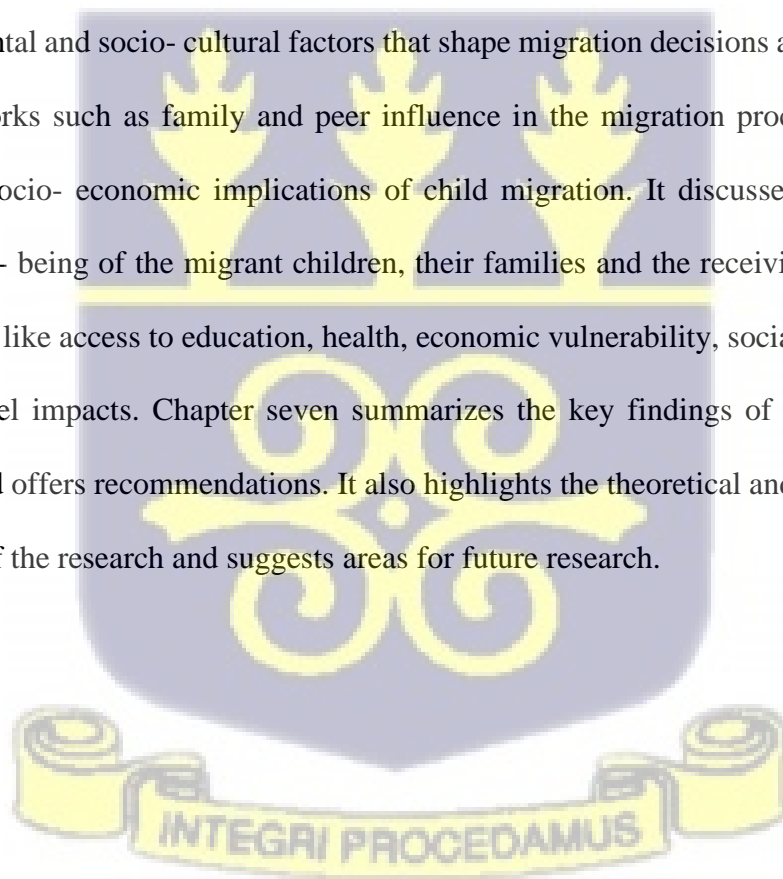 ntal and socio- cultural factors that shape migration decisions a
orks such as family and peer influence in the migration proc
ocio- economic implications of child migration. It discusse
- being of the migrant children, their families and the receivi
like access to education, health, economic vulnerability, socia
el impacts. Chapter seven summarizes the key findings of
offers recommendations. It also highlights the theoretical an
f the research and suggests areas for future research.
INTEGRI PROCEDAMUS